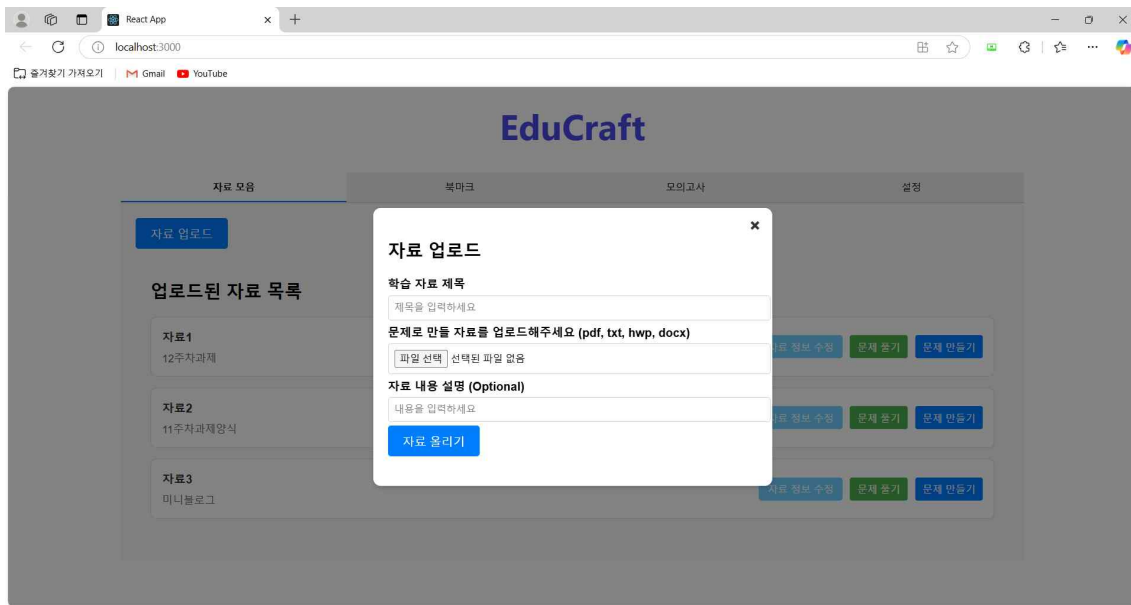 React App
localhost:3000
즐겨찾기 가져오기 Gmail YouTube
EduCraft
자료 모음 북마크 모의고사 설정
자료 업로드
업로드된 자료 목록
자료1
12주차과제
자료 정보 수정 문제 풀기 문제 만들기
자료2
11주차과제양식
자료 정보 수정 문제 풀기 문제 만들기
자료3
미니블로그
자료 정보 수정 문제 풀기 문제 만들기
자료 업로드
학습 자료 제목
제목을 입력하세요
문제로 만들 자료를 업로드해주세요 (pdf, txt, hwp, docx)
파일 선택 선택된 파일 없음
자료 내용 설명 (Optional)
내용을 입력하세요
자료 올리기